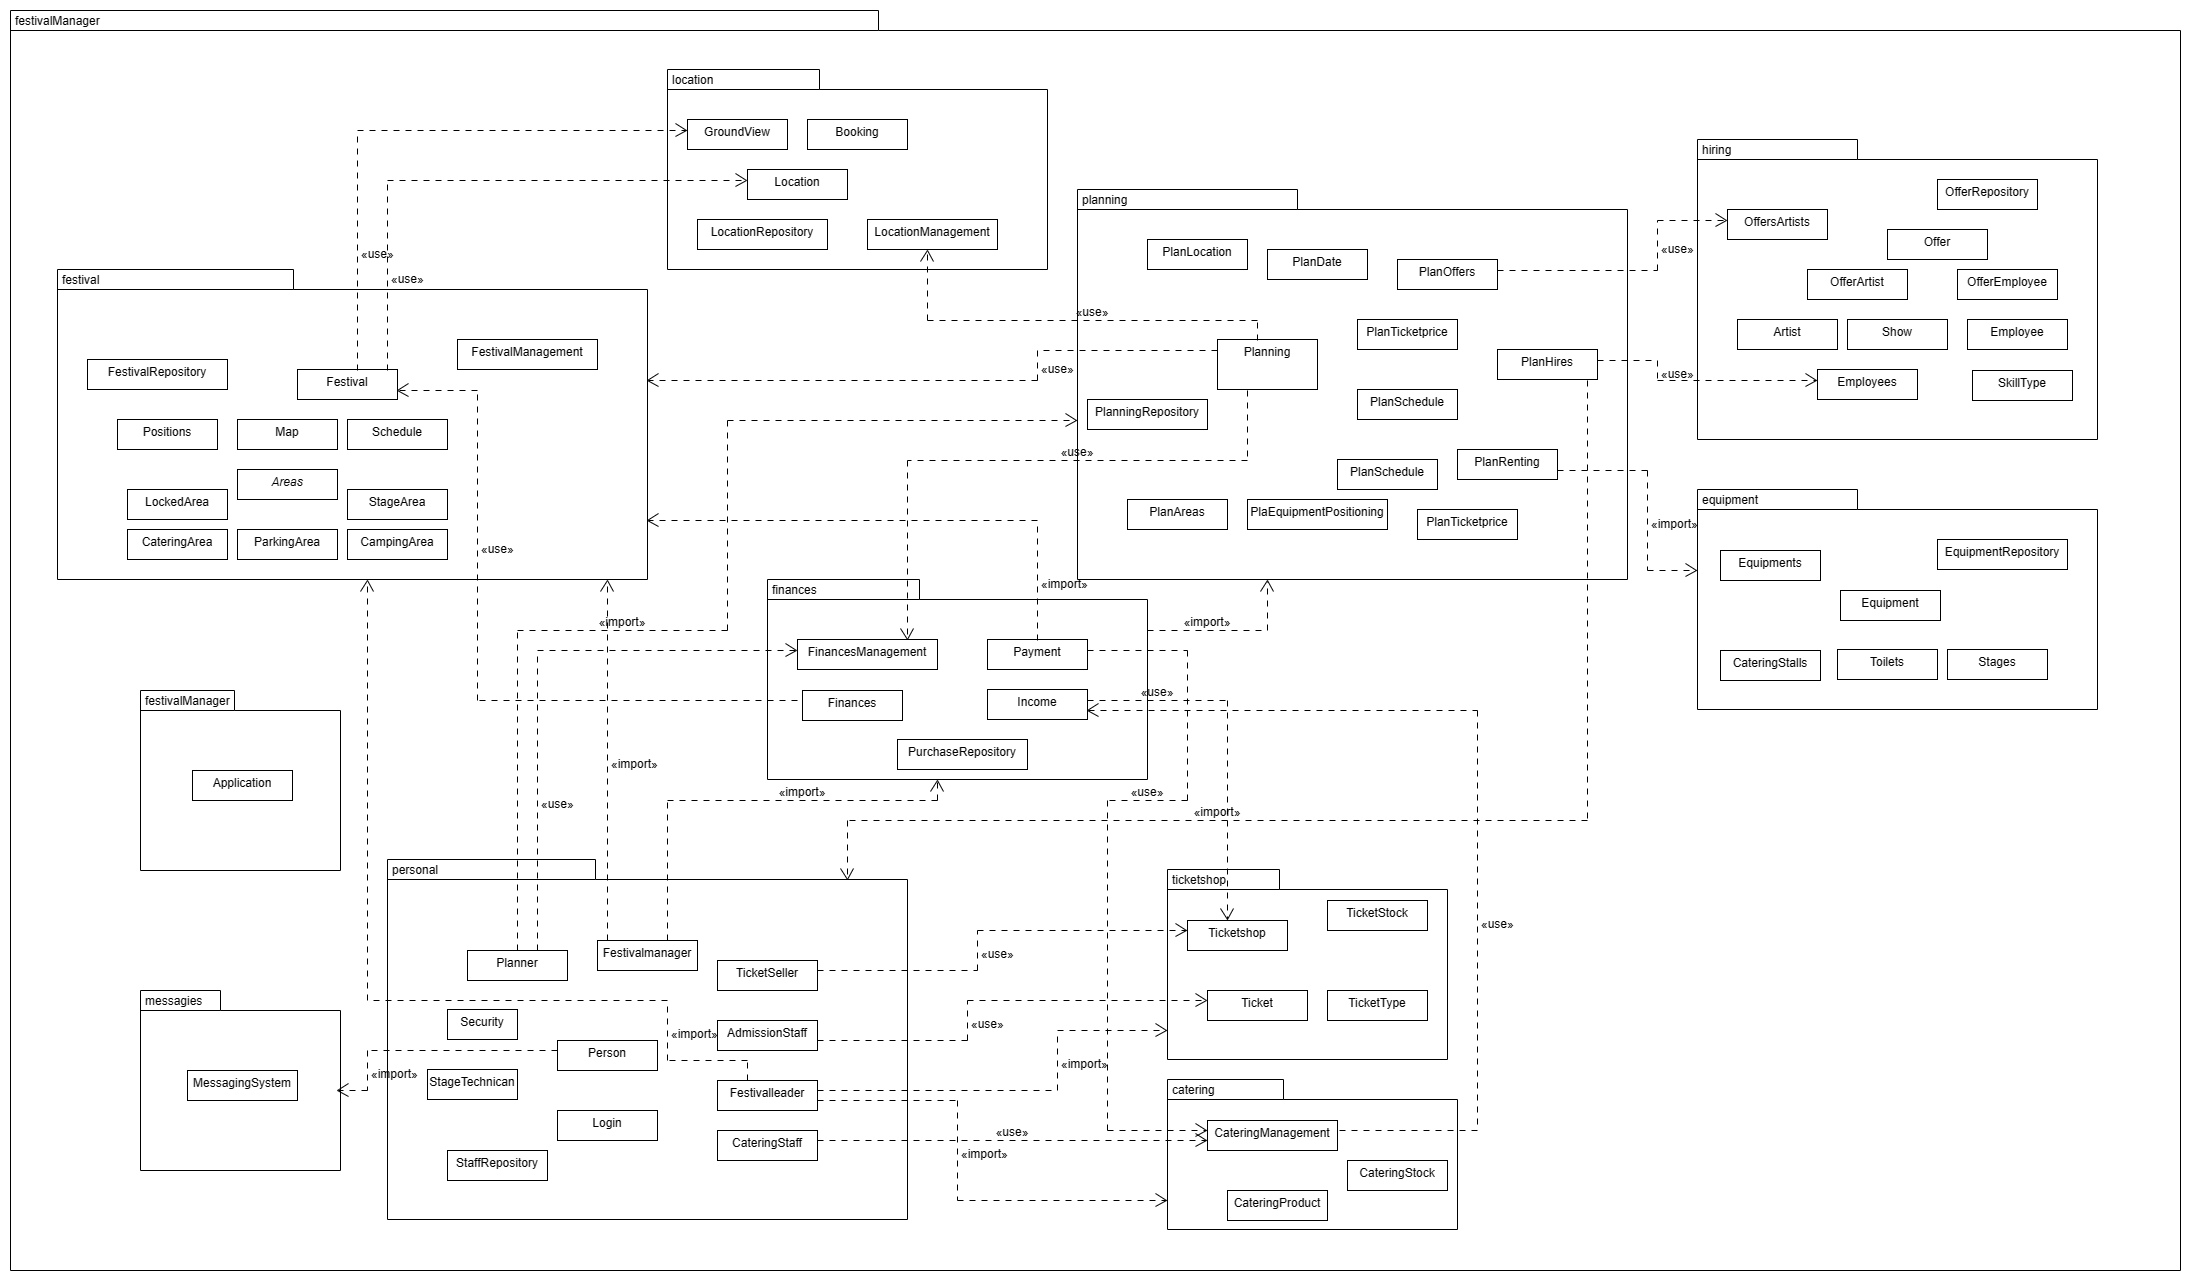 festivalManager
location
GroundView
Booking
Location
LocationRepository
LocationManagement
«use»
«use»
hiring
OfferRepository
OffersArtists
Offer
OfferArtist
OfferEmployee
Artist
Show
Employee
Employees
SkillType
planning
PlanLocation
PlanDate
PlanOffers
«use»
«use»
PlanTicketprice
Planning
PlanHires
«use»
«use»
PlanSchedule
PlanningRepository
«use»
PlanSchedule
PlanRenting
PlanAreas
PlaEquipmentPositioning
PlanTicketprice
«import»
festival
FestivalManagement
FestivalRepository
Festival
Positions
Map
Schedule
Areas
LockedArea
StageArea
CateringArea
ParkingArea
CampingArea
«use»
equipment
EquipmentRepository
Equipments
Equipment
CateringStalls
Toilets
Stages
finances
«import»
«import»
«import»
FinancesManagement
Payment
Finances
Income
«use»
PurchaseRepository
festivalManager
Application
«import»
«use»
«import»
«use»
«import»
personal
Planner
Festivalmanager
TicketSeller
Security
AdmissionStaff
«import»
Person
StageTechnican
Festivalleader
Login
CateringStaff
StaffRepository
messagies
MessagingSystem
«import»
ticketshop
Ticketshop
TicketStock
«use»
«use»
Ticket
TicketType
«use»
«import»
catering
CateringManagement
«use»
«import»
CateringStock
CateringProduct